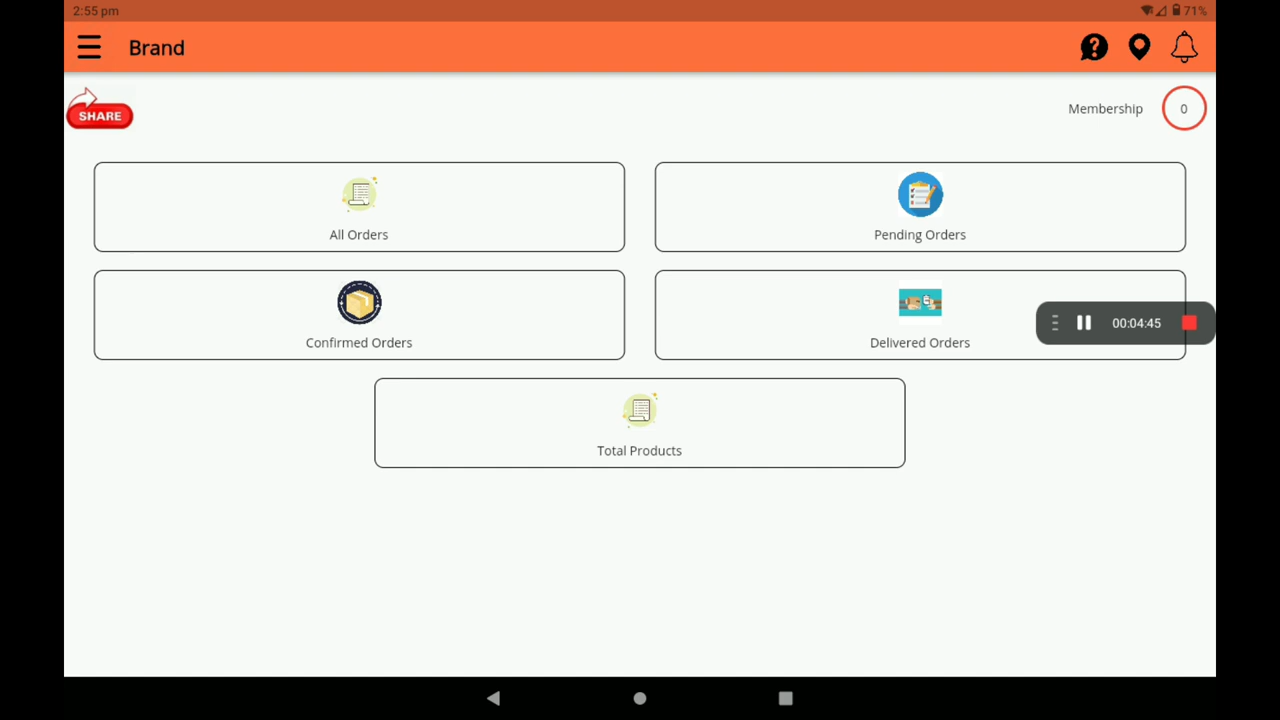 2:55 pm
71%
Brand
SHARE
Membership
0
All Orders
Pending Orders
Confirmed Orders
Delivered Orders
00:04:45
Total Products